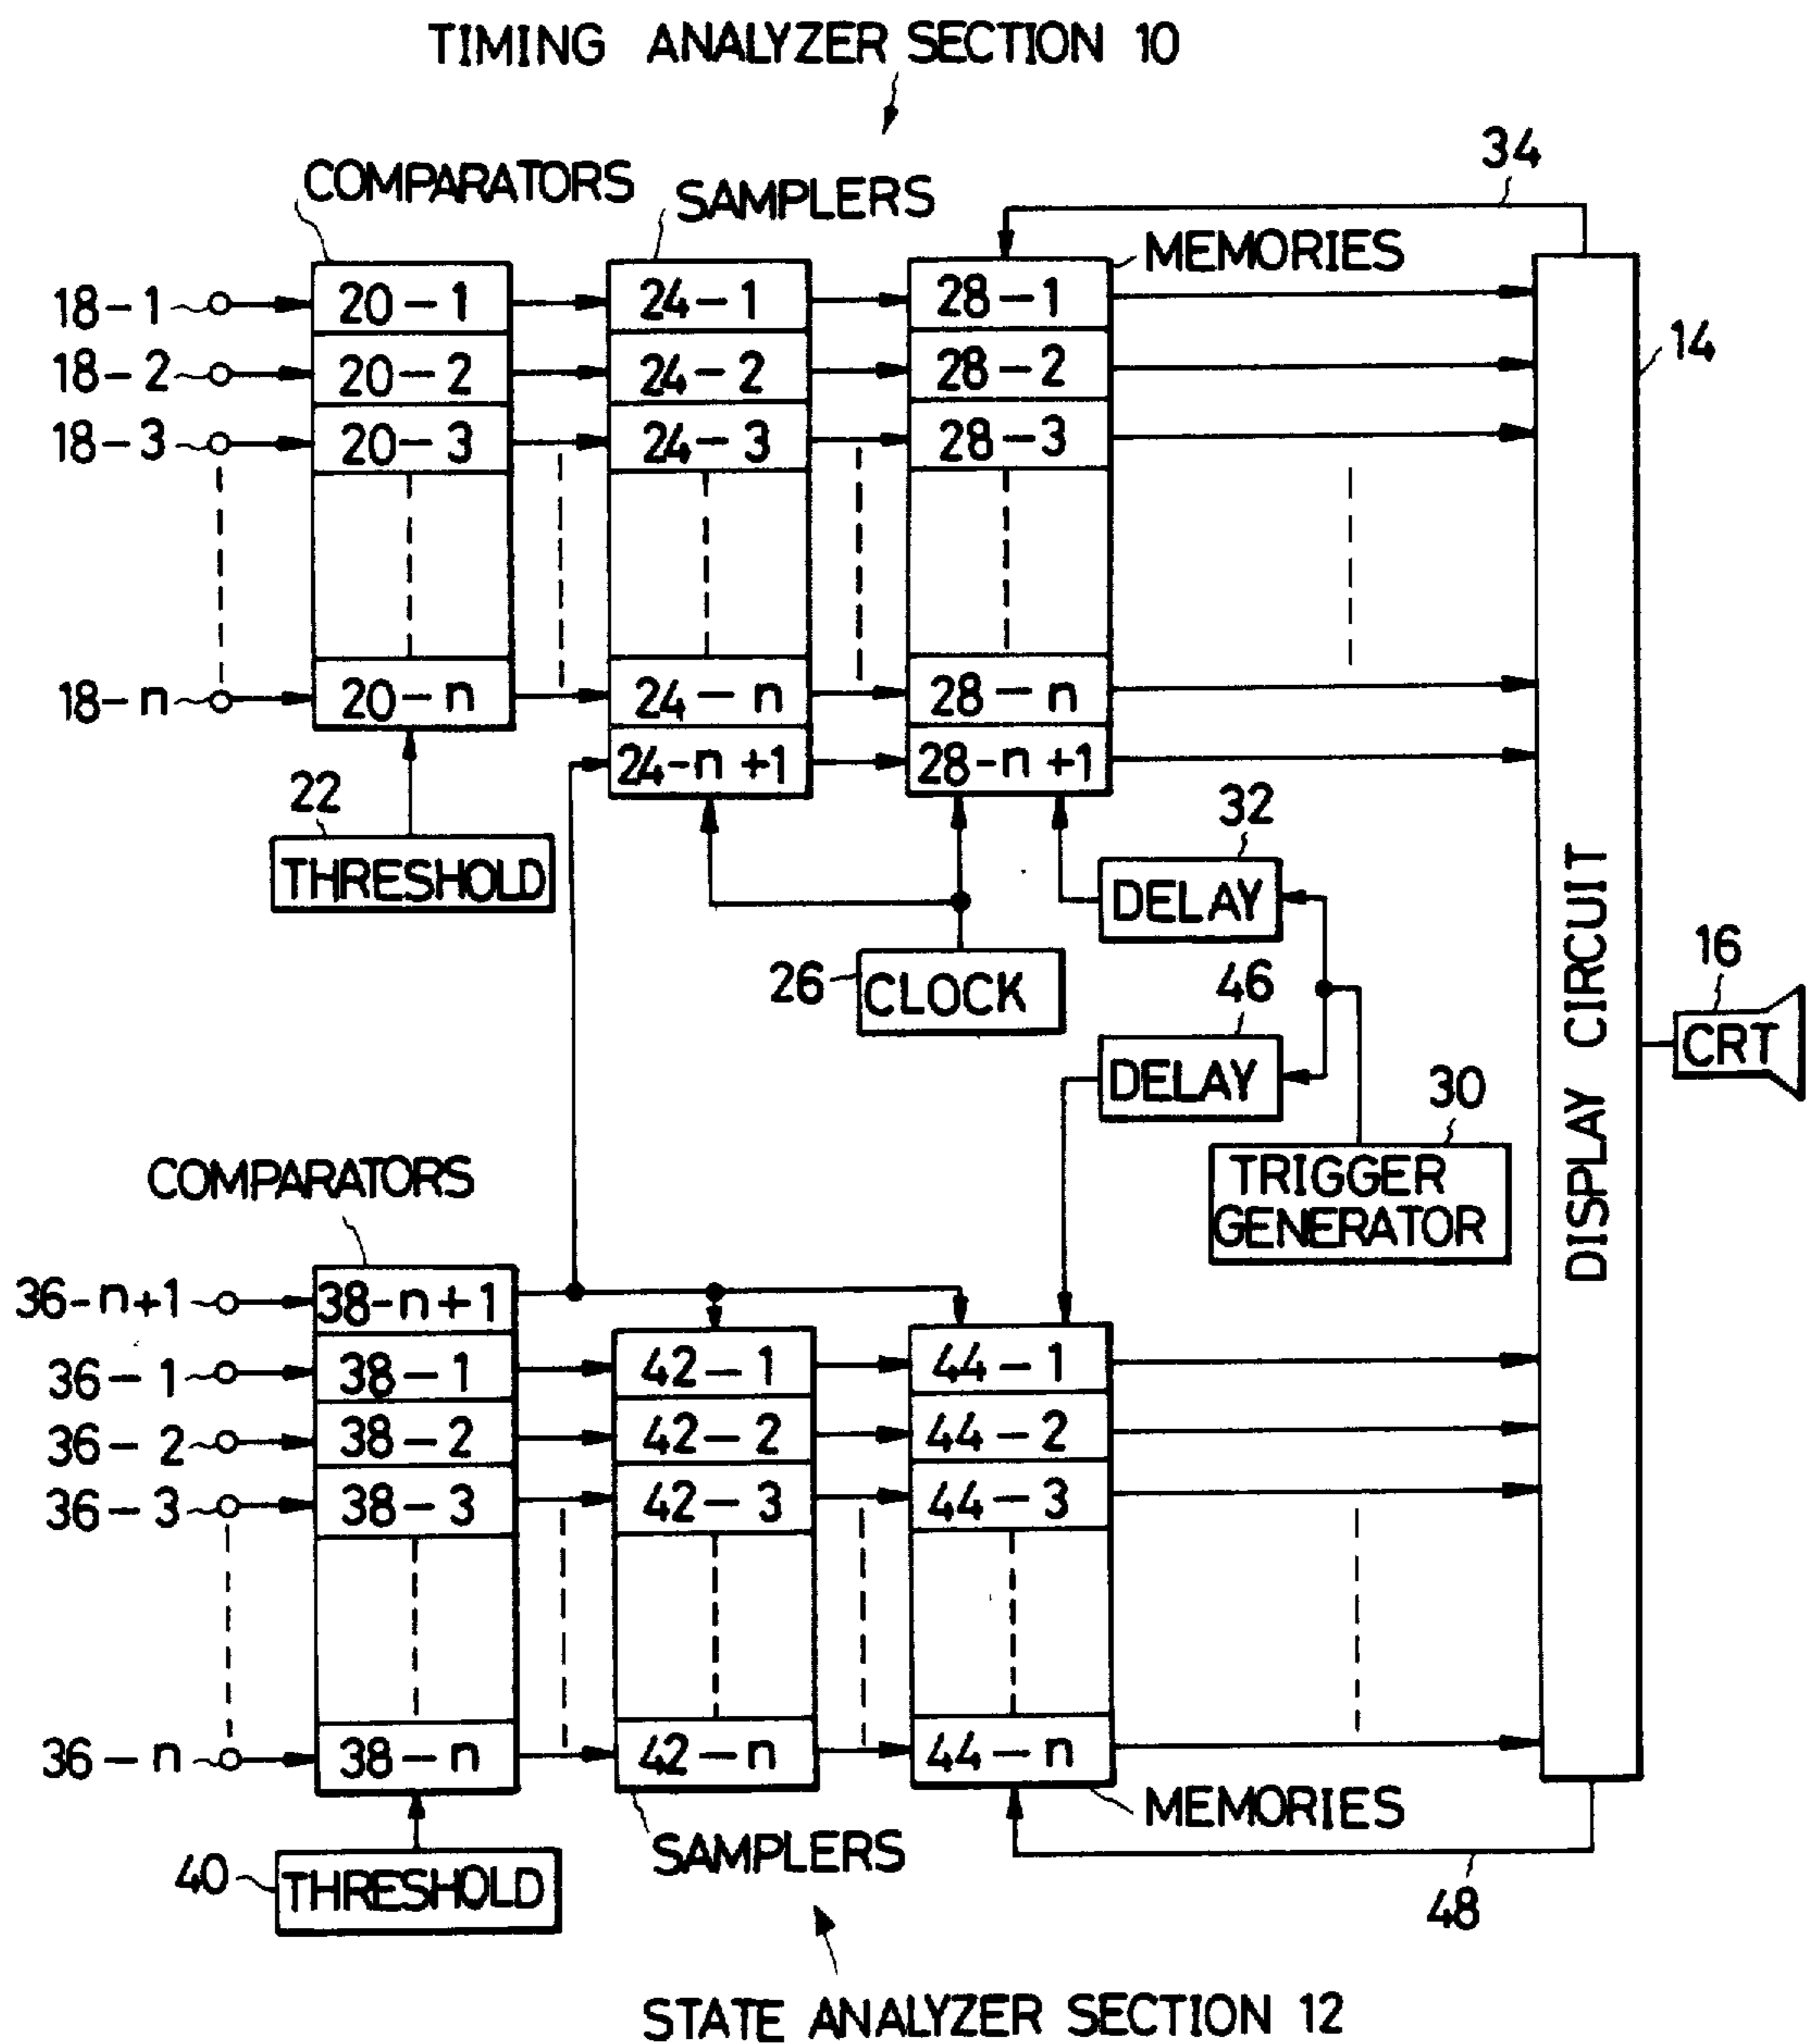 TIMING ANALYZER SECTION 10
34
COMPARATORS
SAMPLERS
MEMORIES
18-1
20-1
24-1
28-1
14
18-2
20-2
24-2
28-2
18-3
20-3
24-3
28-3
18-n
20-n
24-n
28-n
24-n+1
28-n+1
22
THRESHOLD
32
DELAY
26
CLOCK
46
DELAY
DISPLAY CIRCUIT
16
CRT
30
TRIGGER
GENERATOR
COMPARATORS
36-n+1
38-n+1
36-1
38-1
42-1
44-1
36-2
38-2
42-2
44-2
36-3
38-3
42-3
44-3
36-n
38-n
42-n
44-n
MEMORIES
SAMPLERS
40
THRESHOLD
48
STATE ANALYZER SECTION 12